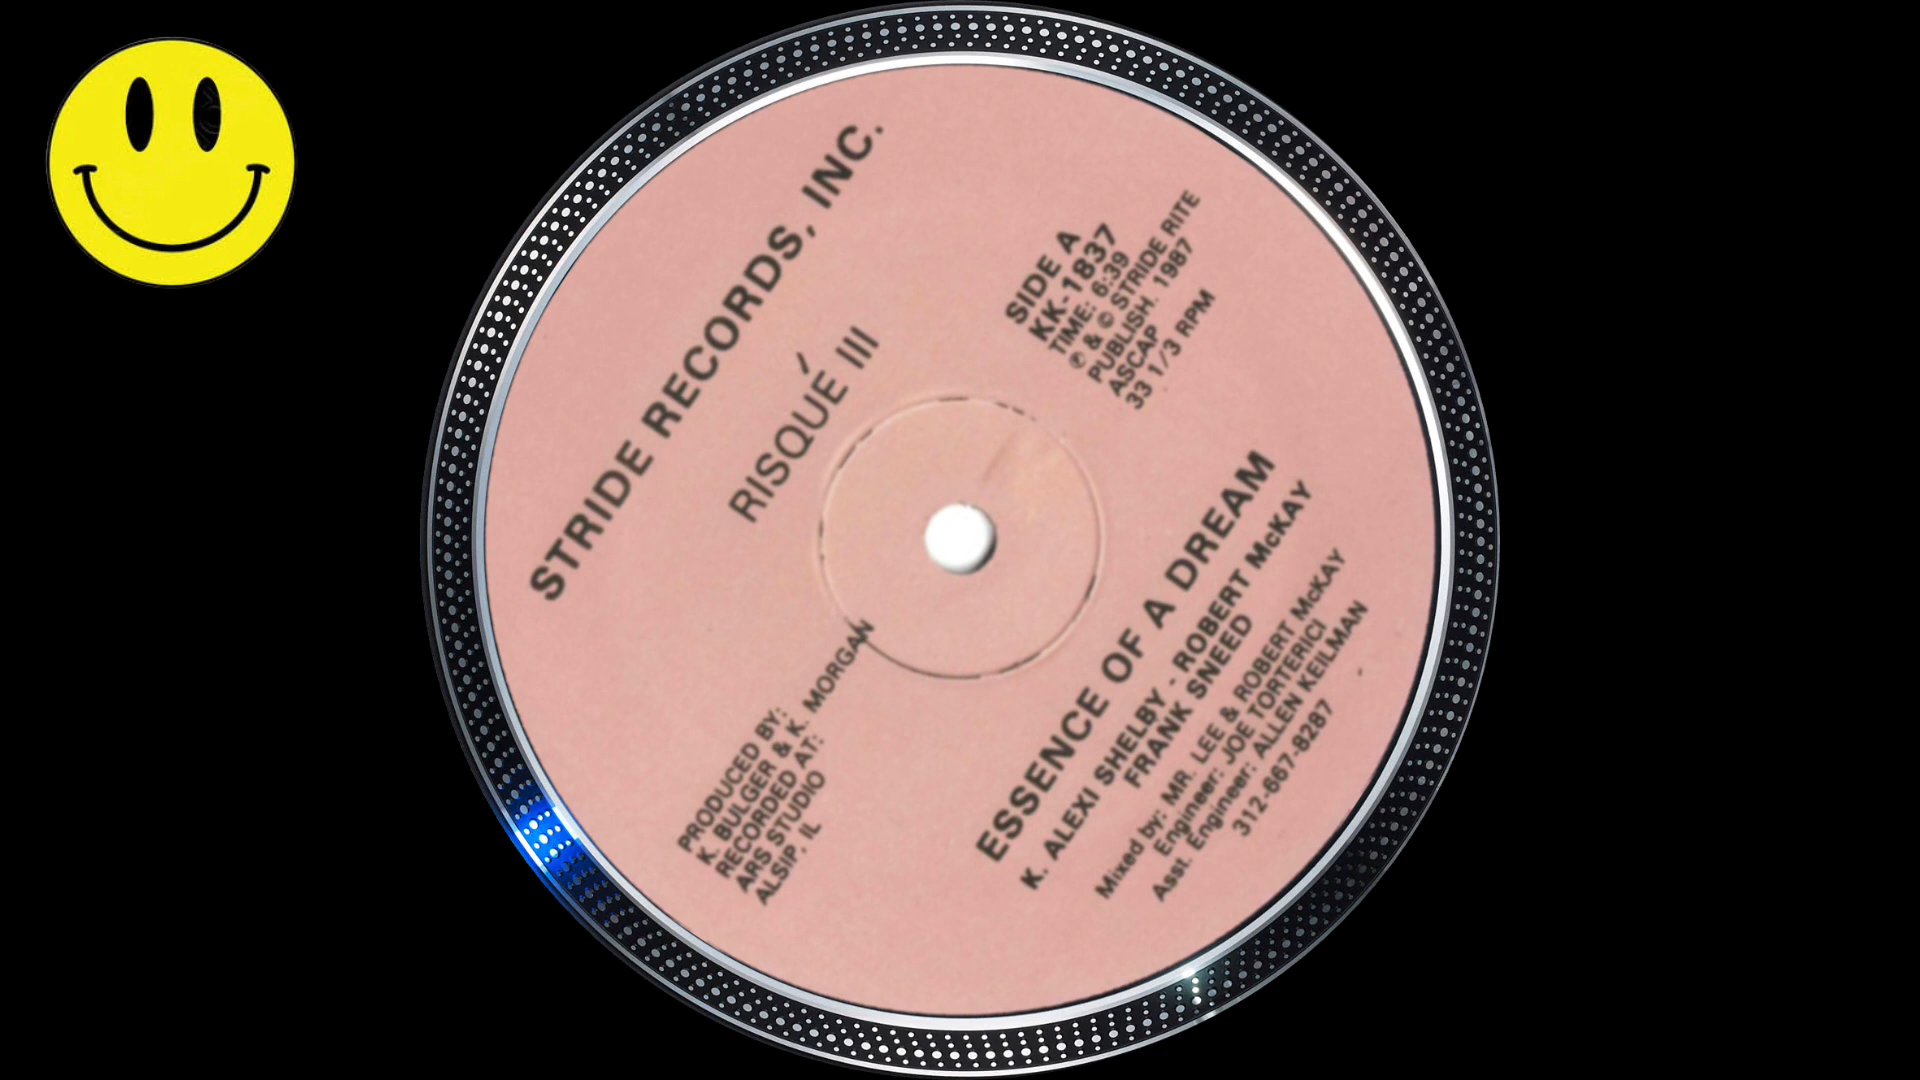 STRIDE RECORDS, INC.
RISQUÉ III
SIDE A
KK-1837
TIME: 6:39
℗ & © STRIDE RITE
PUBLISH. 1987
ASCAP
33 1/3 RPM
PRODUCED BY:
K. BULGER & K. MORGAN
RECORDED AT:
ARS STUDIO
ALSIP, IL
ESSENCE OF A DREAM
K. ALEXI SHELBY - ROBERT McKAY
FRANK SNEED
Mixed by: MR. LEE & ROBERT McKAY
Engineer: JOE TORTERICI
Asst. Engineer: ALLEN KEILMAN
312-667-8287